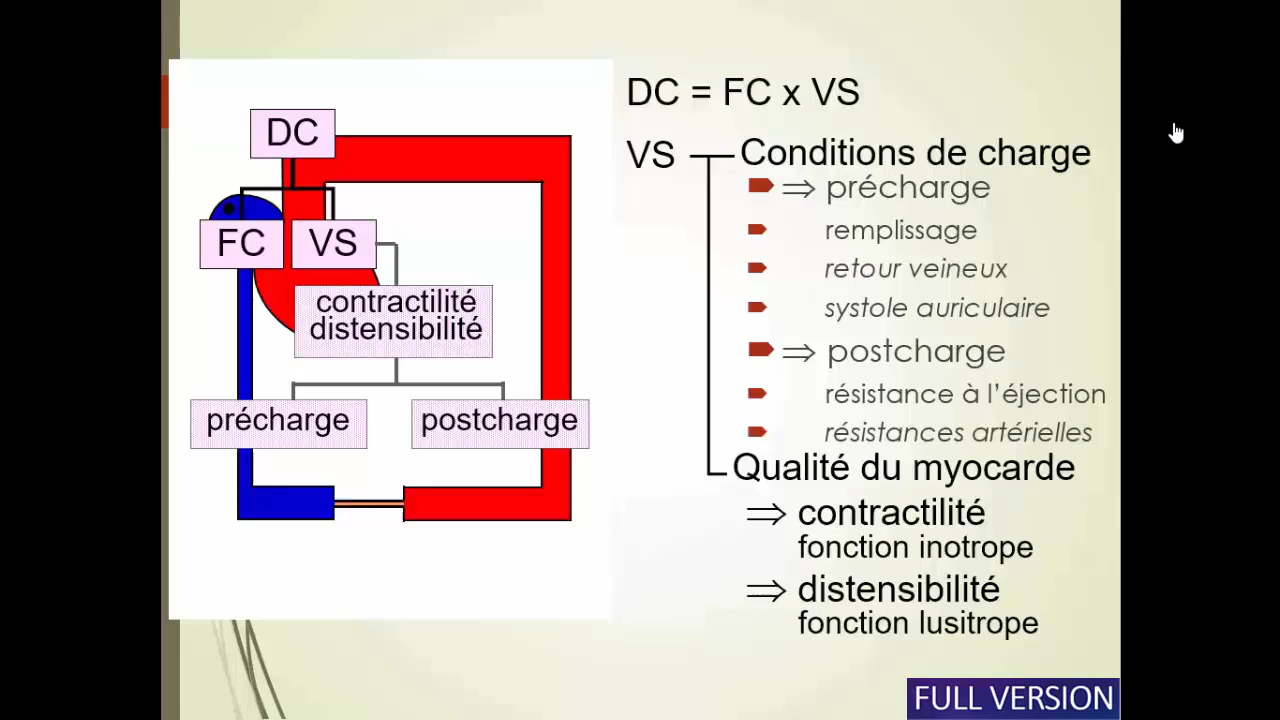 DC
FC
VS
contractilité
distensibilité
précharge
postcharge
DC = FC x VS
VS
Conditions de charge
⇒ précharge
remplissage
retour veineux
systole auriculaire
⇒ postcharge
résistance à l'éjection
résistances artérielles
Qualité du myocarde
⇒ contractilité
fonction inotrope
⇒ distensibilité
fonction lusitrope
FULL VERSION